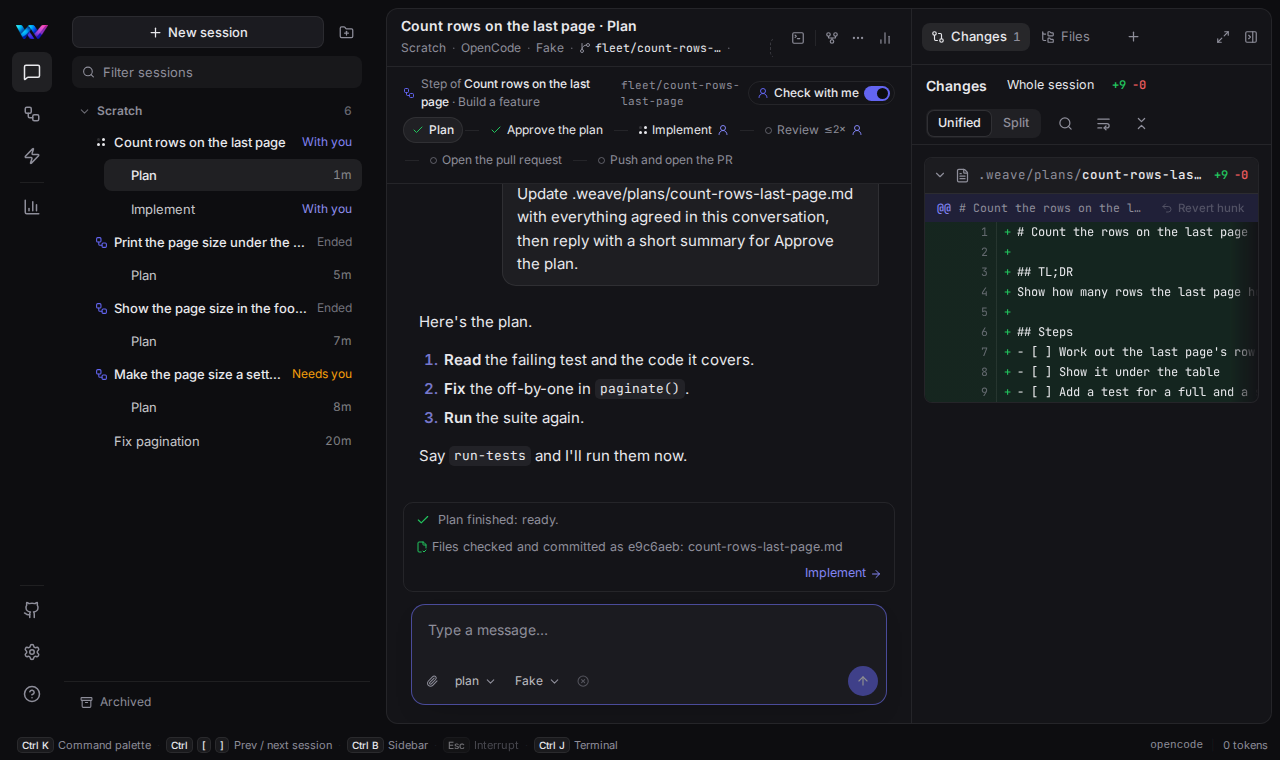 New session
Filter sessions
Scratch 6
Count rows on the last page With you
Plan 1m
Implement With you
Print the page size under the ... Ended
Plan 5m
Show the page size in the foo... Ended
Plan 7m
Make the page size a sett... Needs you
Plan 8m
Fix pagination 20m
Archived
Count rows on the last page · Plan
Scratch · OpenCode · Fake · fleet/count-rows-… ·
Step of Count rows on the last
page · Build a feature
fleet/count-rows-
last-page
Check with me
Plan
Approve the plan
Implement
Review ≤2×
Open the pull request
Push and open the PR
Update .weave/plans/count-rows-last-page.md
with everything agreed in this conversation,
then reply with a short summary for Approve
the plan.
Here's the plan.
1. Read the failing test and the code it covers.
2. Fix the off-by-one in paginate().
3. Run the suite again.
Say run-tests and I'll run them now.
Plan finished: ready.
Files checked and committed as e9c6aeb: count-rows-last-page.md
Implement →
Type a message...
plan
Fake
Changes 1
Files
Changes Whole session +9 -0
Unified Split
.weave/plans/count-rows-las… +9 -0
@@ # Count the rows on the l… Revert hunk
1 + # Count the rows on the last page
2 +
3 + ## TL;DR
4 + Show how many rows the last page
5 +
6 + ## Steps
7 + - [ ] Work out the last page's row
8 + - [ ] Show it under the table
9 + - [ ] Add a test for a full and a
Ctrl K Command palette
Ctrl [ ] Prev / next session
Ctrl B Sidebar
Esc Interrupt
Ctrl J Terminal
opencode
0 tokens